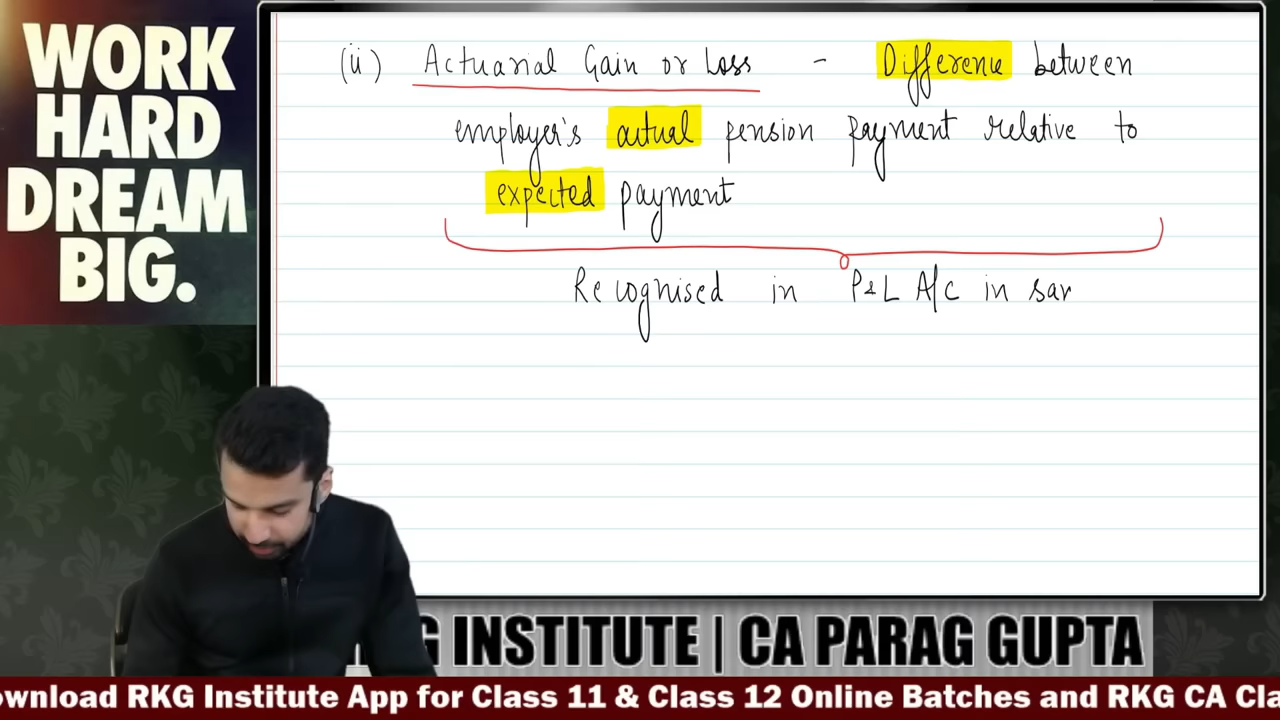 WORK
HARD
DREAM
BIG.
(ii) Actuarial Gain or Loss - Difference between
employer's actual pension payment relative to
expected payment
Recognised in P&L A/c in sar
G INSTITUTE | CA PARAG GUPTA
ownload RKG Institute App for Class 11 & Class 12 Online Batches and RKG CA Cla